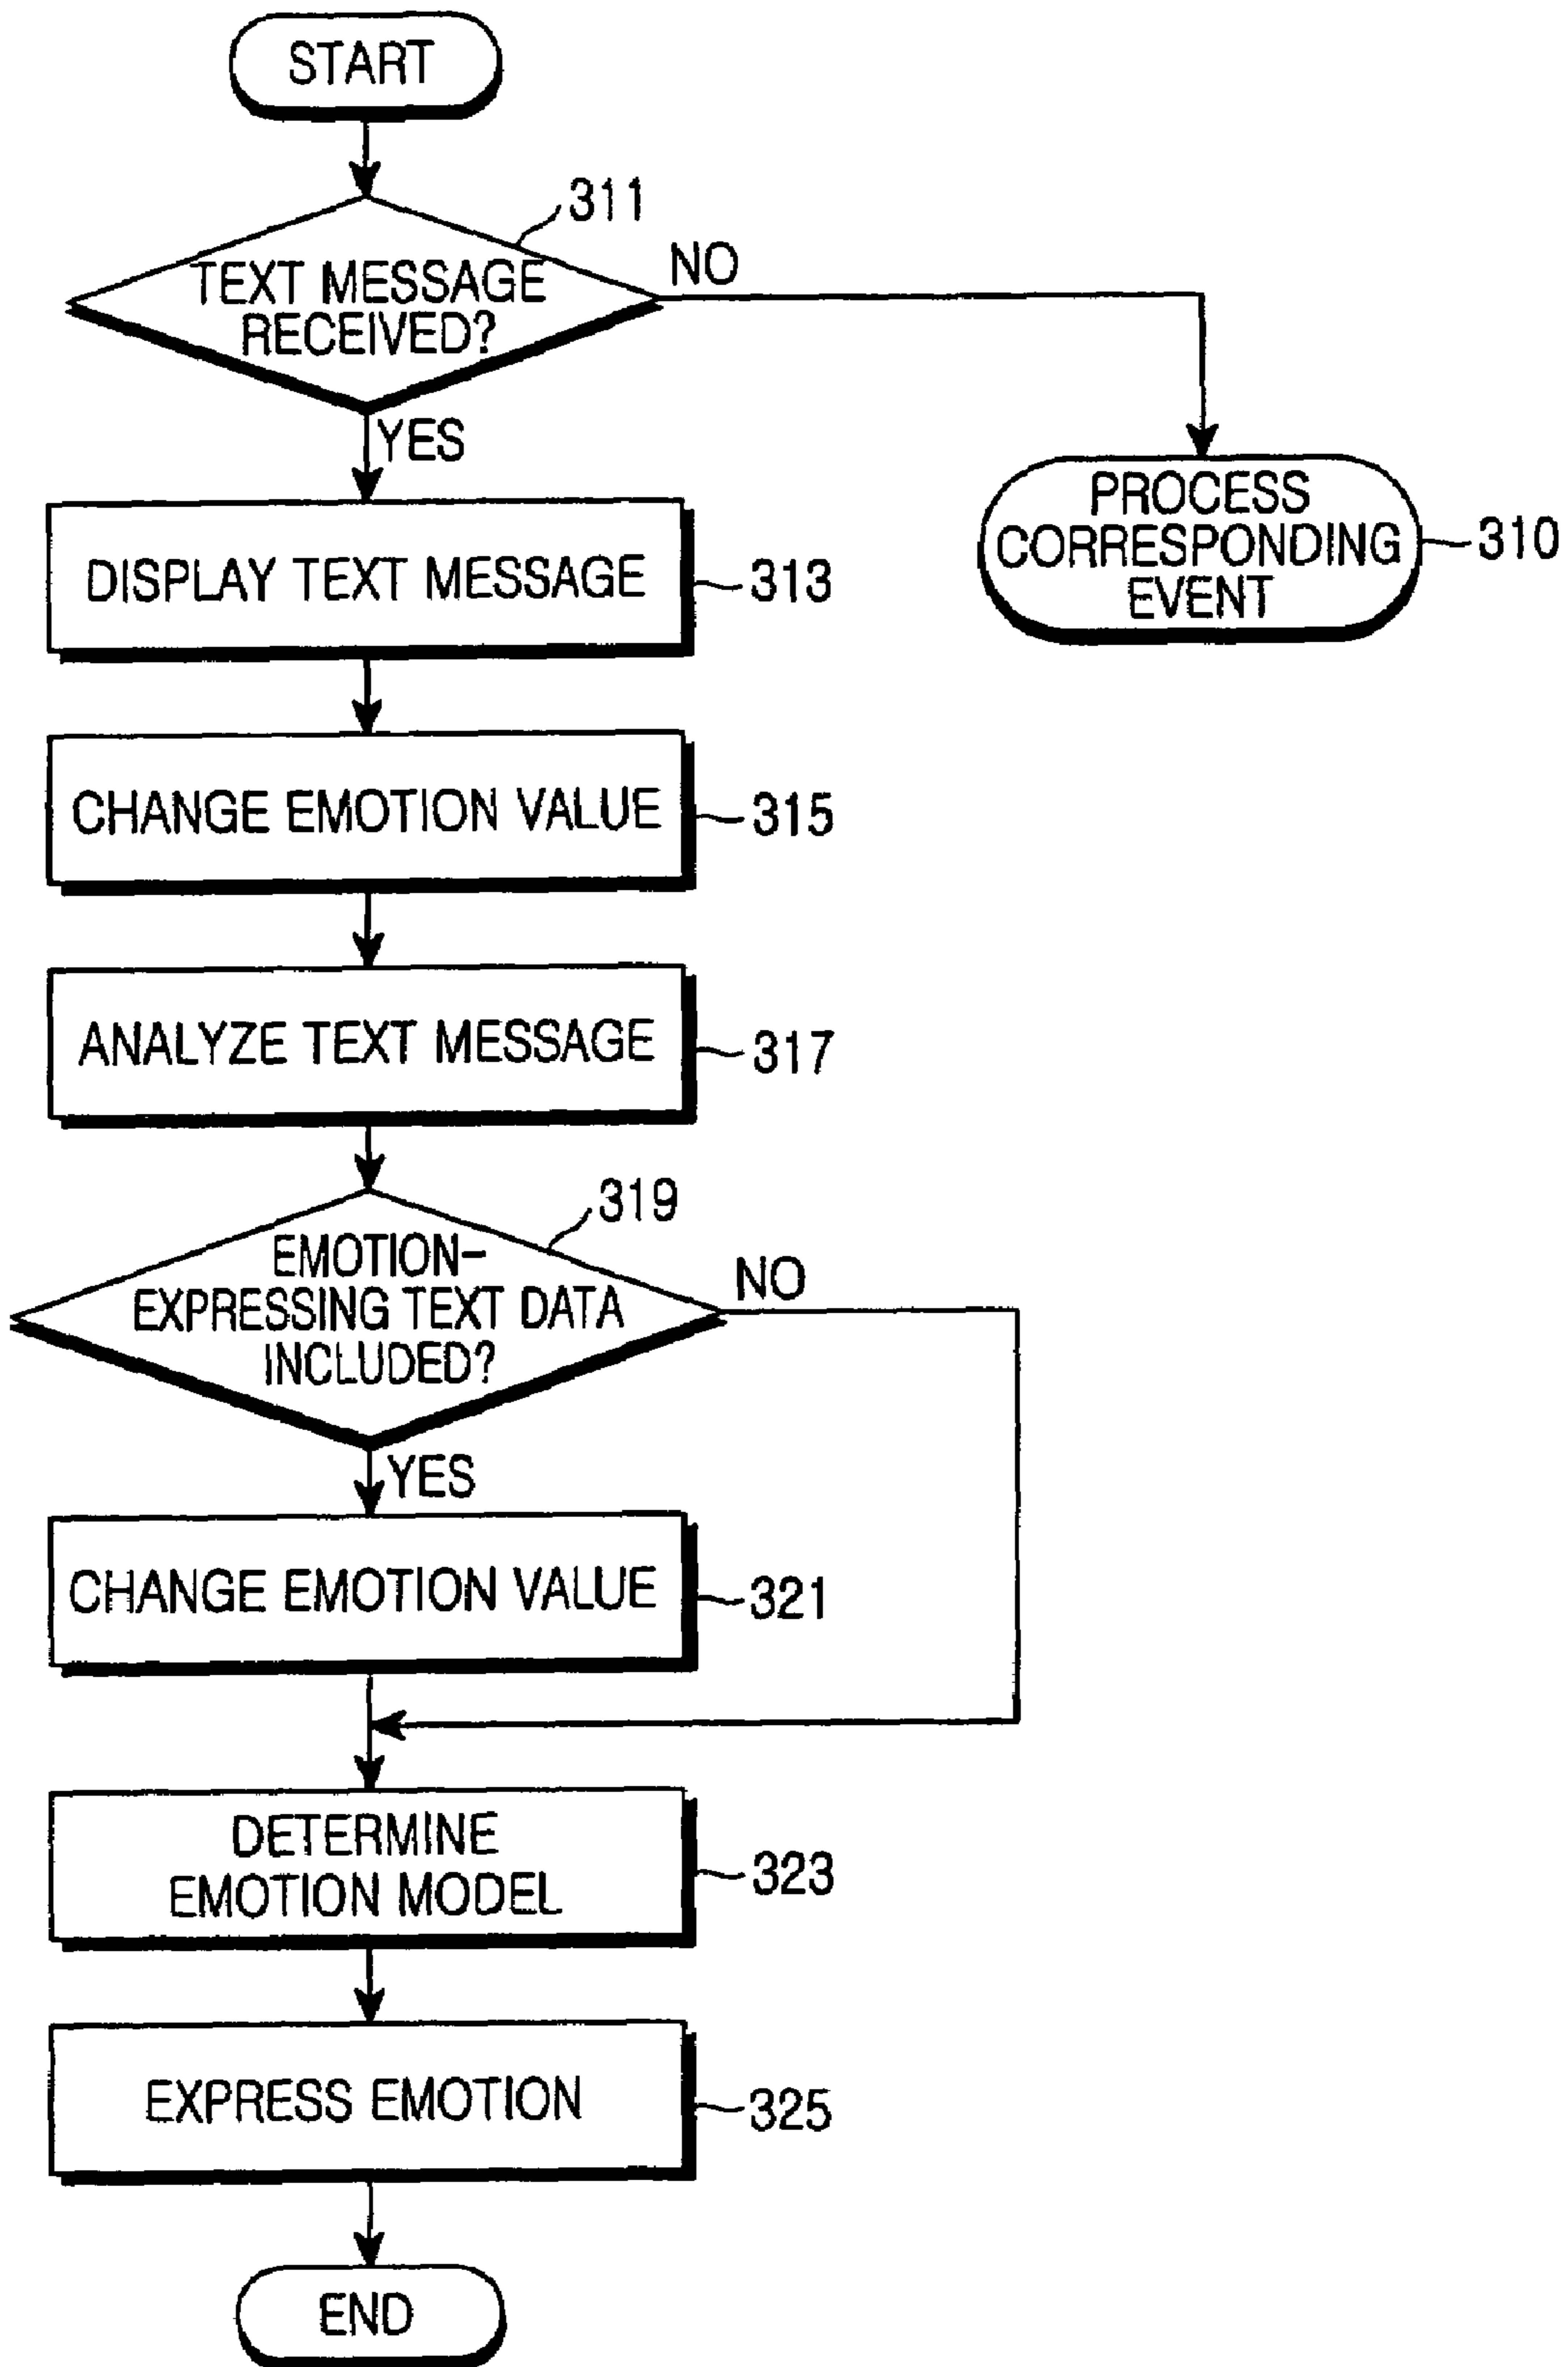 START
311
TEXT MESSAGE
RECEIVED?
NO
YES
PROCESS
CORRESPONDING
EVENT
310
DISPLAY TEXT MESSAGE
313
CHANGE EMOTION VALUE
315
ANALYZE TEXT MESSAGE
317
319
EMOTION-
EXPRESSING TEXT DATA
INCLUDED?
NO
YES
CHANGE EMOTION VALUE
321
DETERMINE
EMOTION MODEL
323
EXPRESS EMOTION
325
END